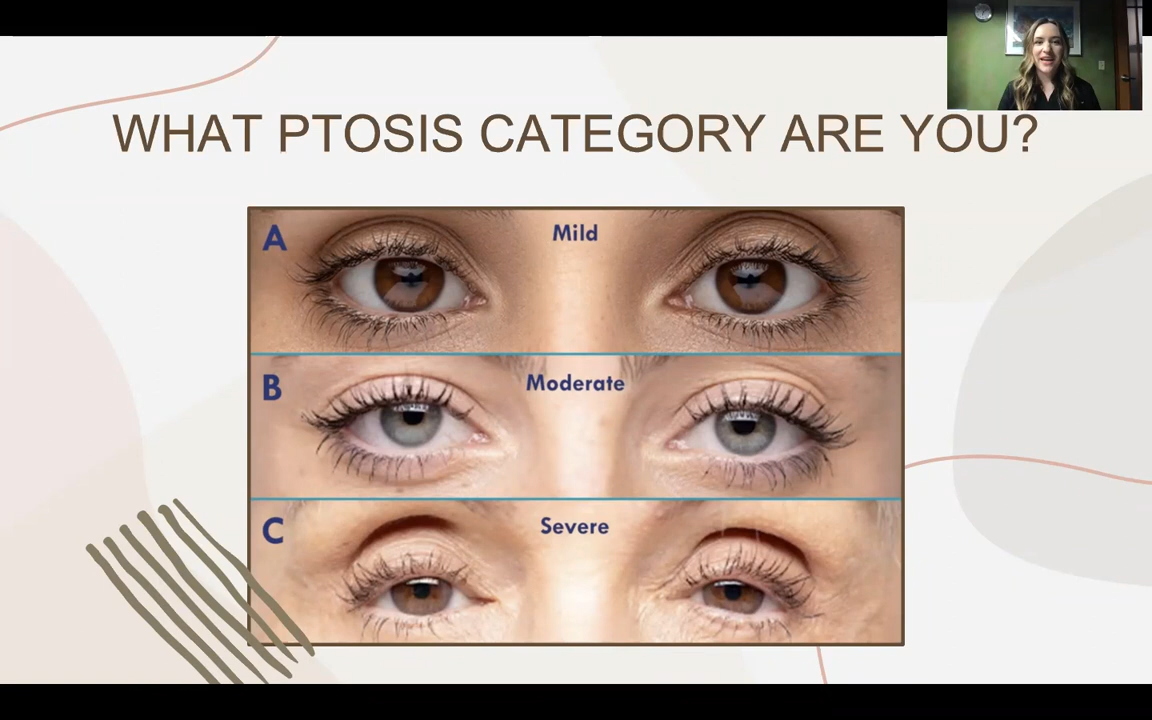 WHAT PTOSIS CATEGORY ARE YOU?
A
Mild
B
Moderate
C
Severe